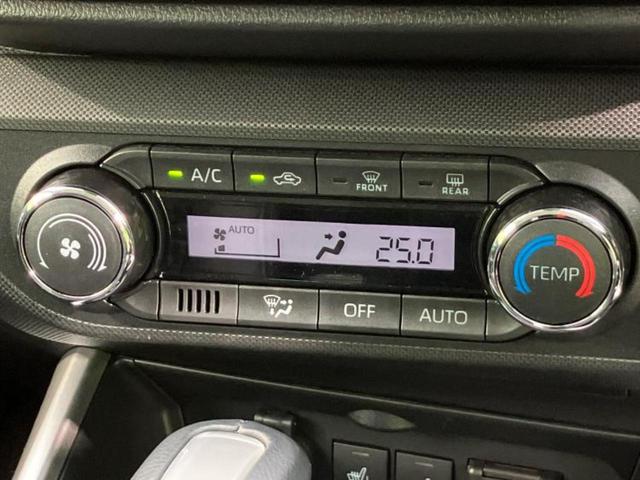 A/C
FRONT
REAR
AUTO
25.0
TEMP
OFF
AUTO